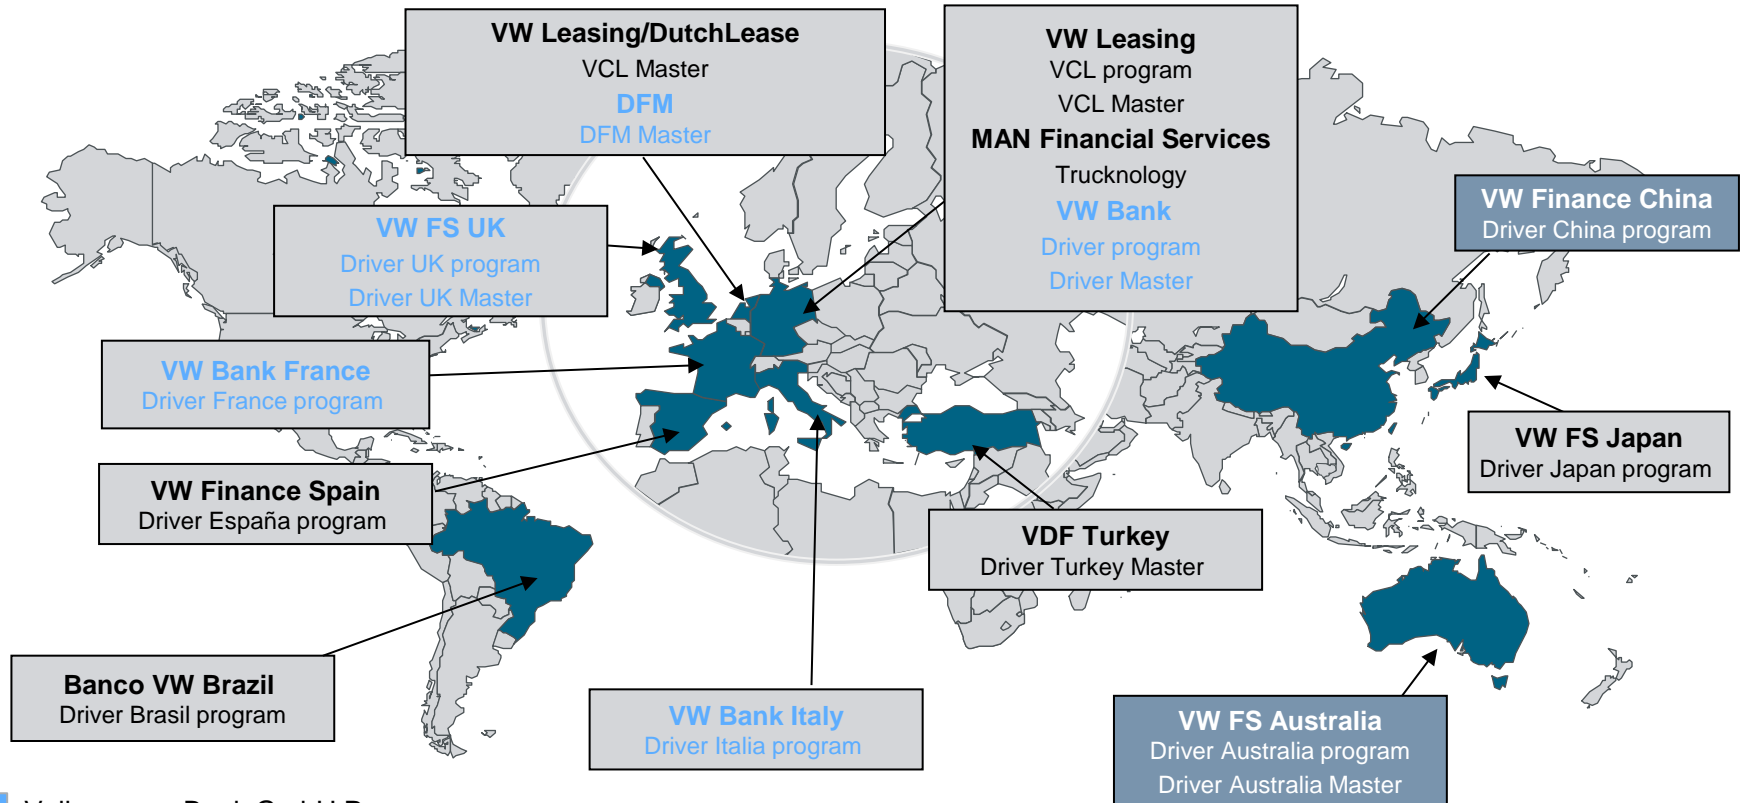 VW Leasing/DutchLease
VCL Master
DFM
DFM Master
VW Leasing
VCL program
VCL Master
MAN Financial Services
Trucknology
VW Bank
Driver program
Driver Master
VW Finance China
Driver China program
VW FS UK
Driver UK program
Driver UK Master
VW Bank France
Driver France program
VW FS Japan
Driver Japan program
VW Finance Spain
Driver España program
VDF Turkey
Driver Turkey Master
Banco VW Brazil
Driver Brasil program
VW Bank Italy
Driver Italia program
VW FS Australia
Driver Australia program
Driver Australia Master